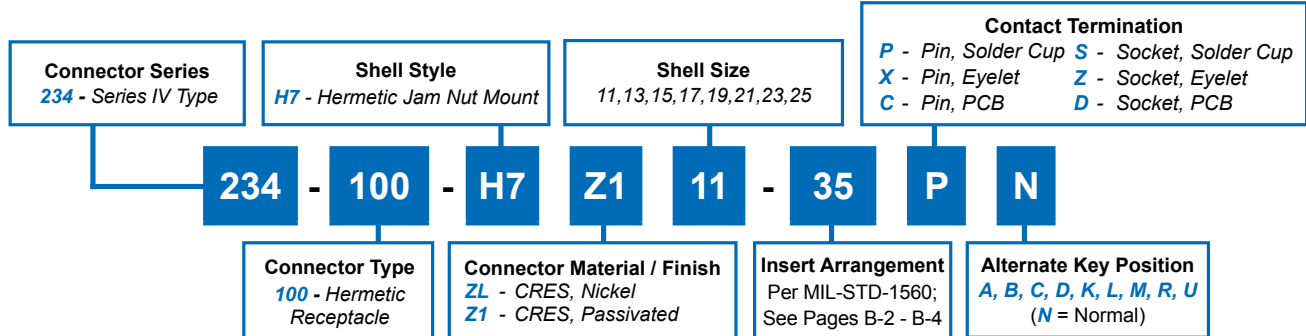 Connector Series
234 - Series IV Type
Shell Style
H7 - Hermetic Jam Nut Mount
Shell Size
11,13,15,17,19,21,23,25
Contact Termination
P - Pin, Solder Cup S - Socket, Solder Cup
X - Pin, Eyelet Z - Socket, Eyelet
C - Pin, PCB D - Socket, PCB
234 - 100 - H7 Z1 11 - 35 P N
Connector Type
100 - Hermetic
Receptacle
Connector Material / Finish
ZL - CRES, Nickel
Z1 - CRES, Passivated
Insert Arrangement
Per MIL-STD-1560;
See Pages B-2 - B-4
Alternate Key Position
A, B, C, D, K, L, M, R, U
(N = Normal)